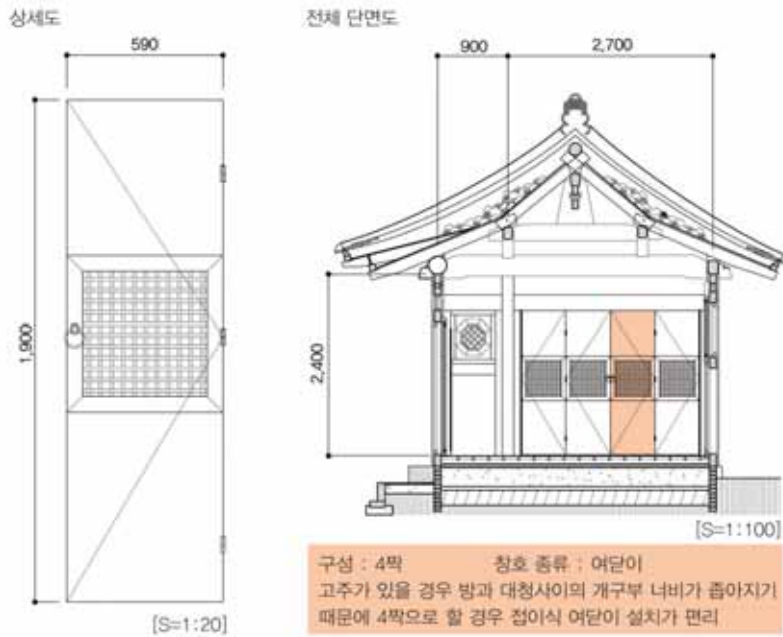 상세도
전체 단면도
590
900
2,700
1,900
2,400
[S=1:20]
[S=1:100]
구성 : 4짝 창호 종류 : 여닫이
고주가 있을 경우 방과 대청사이의 개구부 너비가 좁아지기
때문에 4짝으로 할 경우 접이식 여닫이 설치가 편리